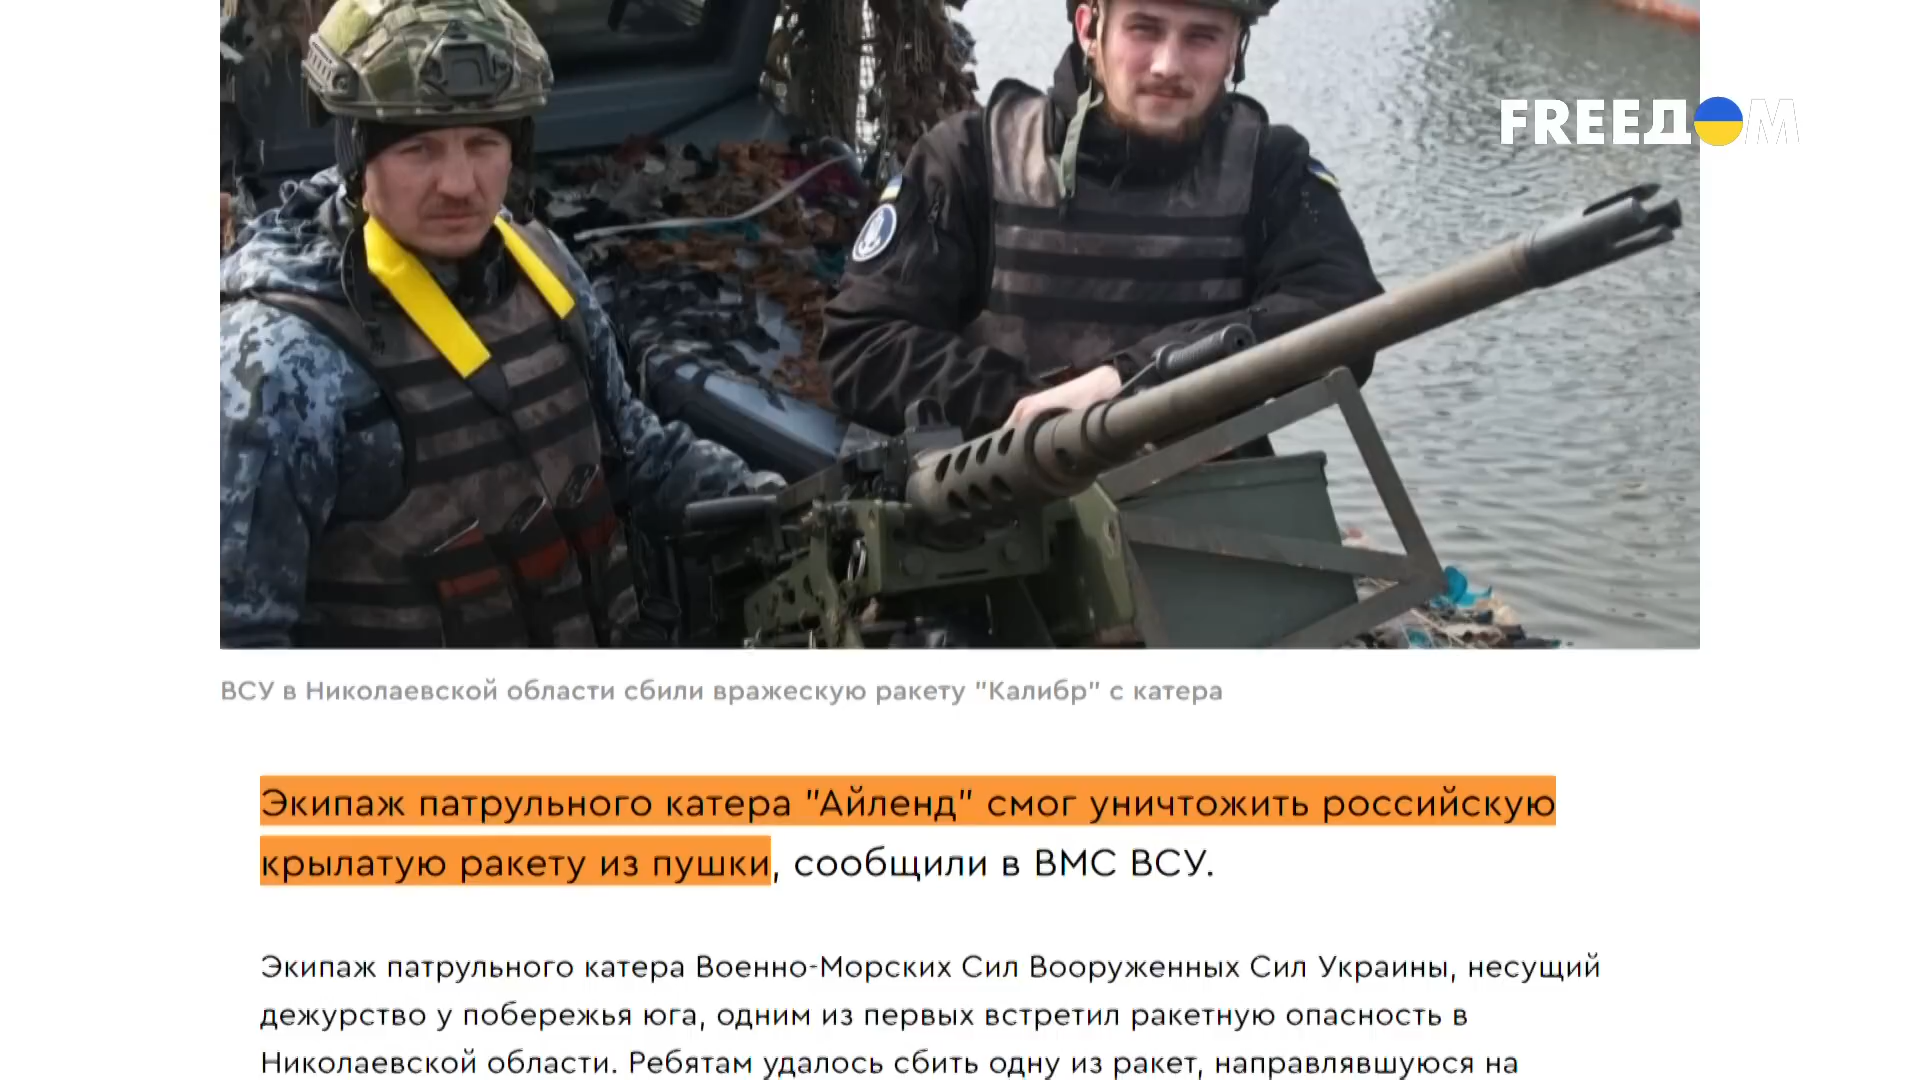 FREEДOM
ВСУ в Николаевской области сбили вражескую ракету "Калибр" с катера
Экипаж патрульного катера "Айленд" смог уничтожить российскую
крылатую ракету из пушки, сообщили в ВМС ВСУ.
Экипаж патрульного катера Военно-Морских Сил Вооруженных Сил Украины, несущий
дежурство у побережья юга, одним из первых встретил ракетную опасность в
Николаевской области. Ребятам удалось сбить одну из ракет, направлявшуюся на